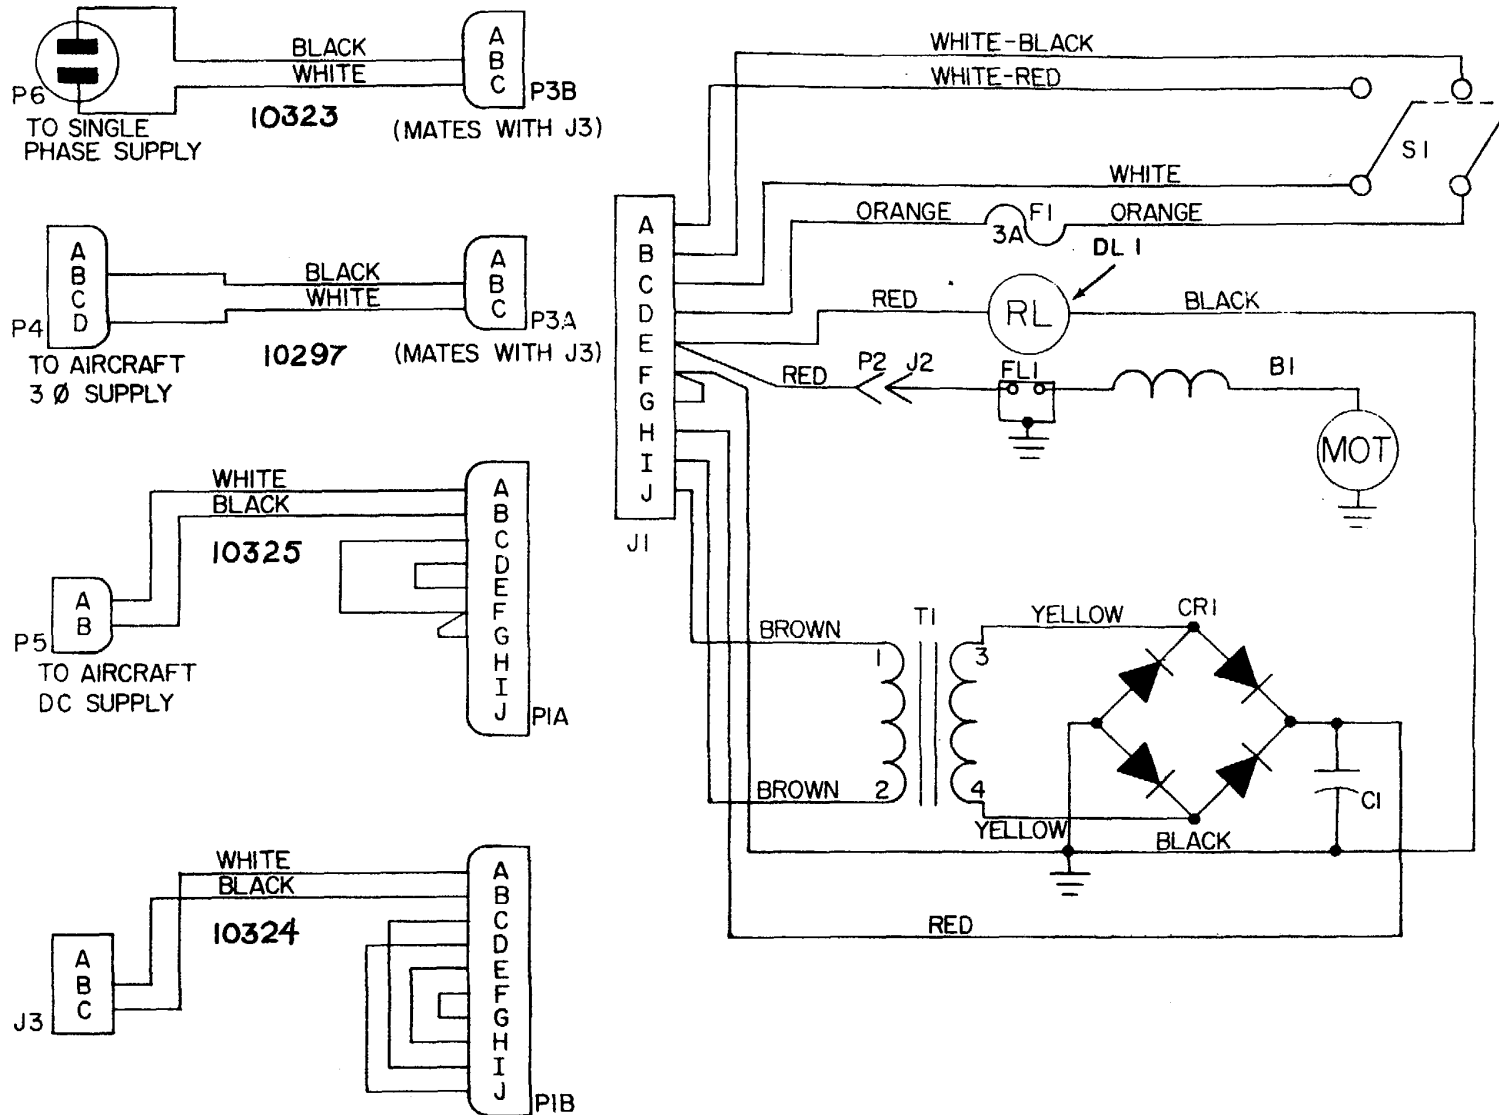 BLACK
WHITE
P6
10323
A
B
C
P3B
TO SINGLE
PHASE SUPPLY
(MATES WITH J3)
A
B
C
D
P4
BLACK
WHITE
10297
A
B
C
P3A
TO AIRCRAFT
3 Ø SUPPLY
(MATES WITH J3)
WHITE
BLACK
10325
A
B
P5
TO AIRCRAFT
DC SUPPLY
A
B
C
D
E
F
G
H
I
J
P1A
WHITE
BLACK
10324
A
B
C
J3
A
B
C
D
E
F
G
H
I
J
P1B
WHITE-BLACK
WHITE-RED
S1
WHITE
ORANGE
F1
3A
ORANGE
DL 1
A
B
C
D
E
F
G
H
I
J
J1
RED
RL
BLACK
RED
P2
J2
FL1
B1
MOT
BROWN
1
T1
3
YELLOW
CR1
BROWN
2
4
YELLOW
C1
BLACK
RED